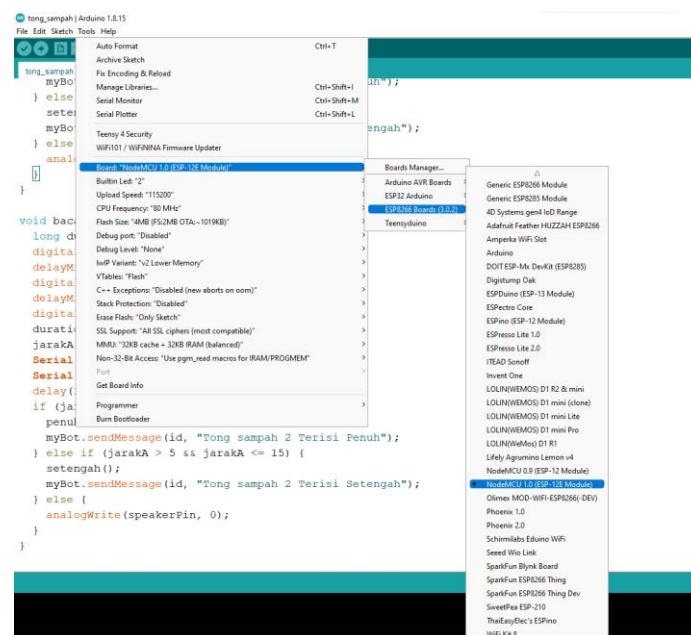 tong_sampah | Arduino 1.8.15
File Edit Sketch Tools Help
tong_sampah
Auto Format Ctrl+T
Archive Sketch
Fix Encoding & Reload
Manage Libraries... Ctrl+Shift+I
Serial Monitor Ctrl+Shift+M
Serial Plotter Ctrl+Shift+L
Teensy 4 Security
WiFi101 / WiFiNINA Firmware Updater
Board: "NodeMCU 1.0 (ESP-12E Module)"
Builtin Led: "2"
Upload Speed: "115200"
CPU Frequency: "80 MHz"
Flash Size: "4MB (FS:2MB OTA:~1019KB)"
Debug port: "Disabled"
Debug Level: "None"
lwIP Variant: "v2 Lower Memory"
VTables: "Flash"
C++ Exceptions: "Disabled (new aborts on oom)"
Stack Protection: "Disabled"
Erase Flash: "Only Sketch"
SSL Support: "All SSL ciphers (most compatible)"
MMU: "32KB cache + 32KB IRAM (balanced)"
Non-32-Bit Access: "Use pgm_read macros for IRAM/PROGMEM"
Port
Get Board Info
Programmer
Burn Bootloader
Boards Manager...
Arduino AVR Boards
ESP32 Arduino
ESP8266 Boards (3.0.2)
Teensyduino
Generic ESP8266 Module
Generic ESP8285 Module
4D Systems gen4 IoD Range
Adafruit Feather HUZZAH ESP8266
Amperka WiFi Slot
Arduino
DOIT ESP-Mx DevKit (ESP8285)
Digistump Oak
ESPDuino (ESP-13 Module)
ESPectro Core
ESPino (ESP-12 Module)
ESPresso Lite 1.0
ESPresso Lite 2.0
ITEAD Sonoff
Invent One
LOLIN(WEMOS) D1 R2 & mini
LOLIN(WEMOS) D1 mini (clone)
LOLIN(WEMOS) D1 mini Lite
LOLIN(WEMOS) D1 mini Pro
LOLIN(WeMos) D1 R1
Lifely Agrumino Lemon v4
NodeMCU 0.9 (ESP-12 Module)
NodeMCU 1.0 (ESP-12E Module)
Olimex MOD-WIFI-ESP8266(-DEV)
Phoenix 1.0
Phoenix 2.0
Schirmilabs Eduino WiFi
Seeed Wio Link
SparkFun Blynk Board
SparkFun ESP8266 Thing
SparkFun ESP8266 Thing Dev
SweetPea ESP-210
ThaiEasyElec's ESPino
WiFi Kit 8
myBo uh");
} else
sete
myBo engah");
} else
anal
}
}
void bac
long d
digita
delayM
digita
delayM
digita
durati
jarakA
Serial
Serial
delay(
if (ja
penu
myBot.sendMessage(id, "Tong sampah 2 Terisi Penuh");
} else if (jarakA > 5 && jarakA <= 15) {
setengah();
myBot.sendMessage(id, "Tong sampah 2 Terisi Setengah");
} else {
analogWrite(speakerPin, 0);
}
}